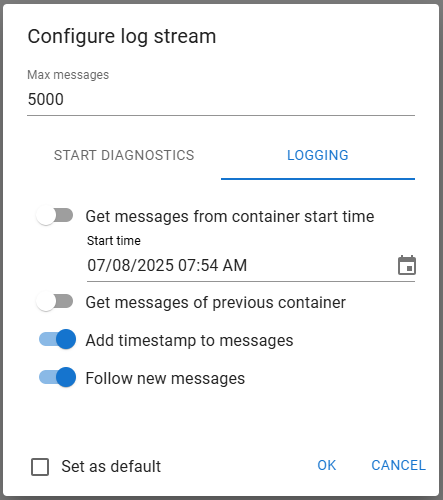 Configure log stream
Max messages
5000
START DIAGNOSTICS LOGGING
Get messages from container start time
Start time
07/08/2025 07:54 AM
Get messages of previous container
Add timestamp to messages
Follow new messages
Set as default OK CANCEL